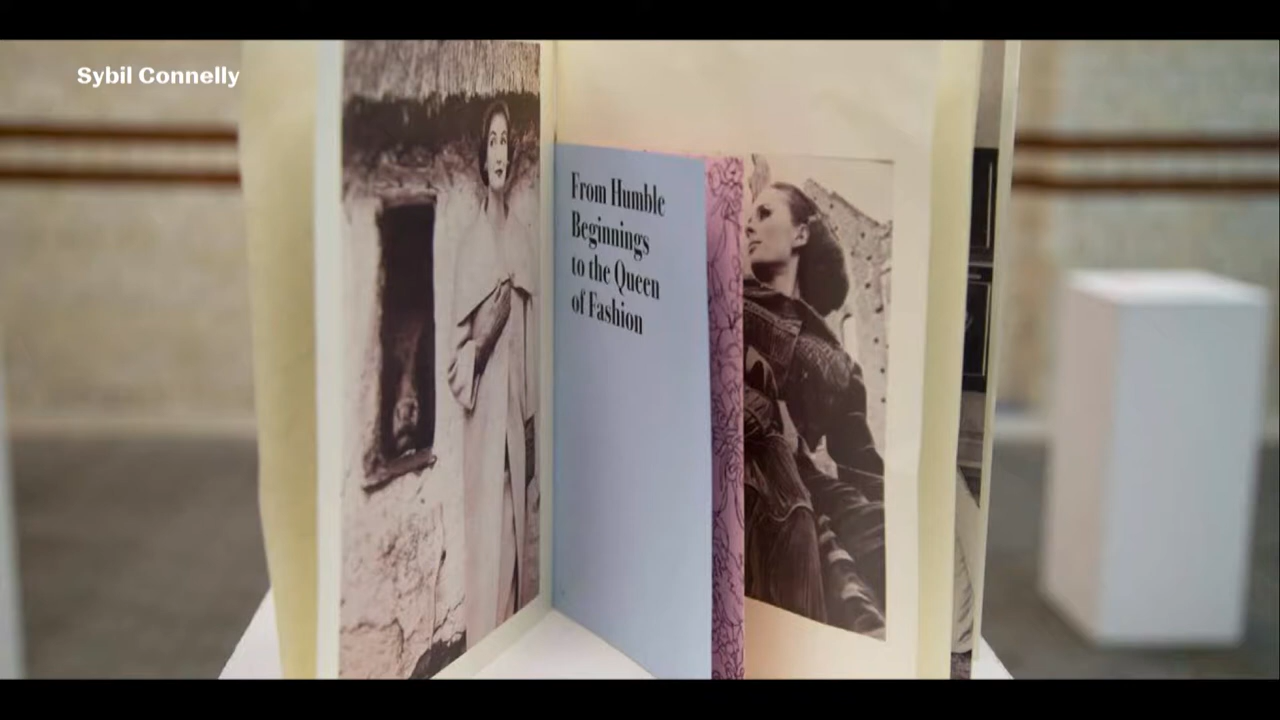 Sybil Connelly
From Humble
Beginnings
to the Queen
of Fashion